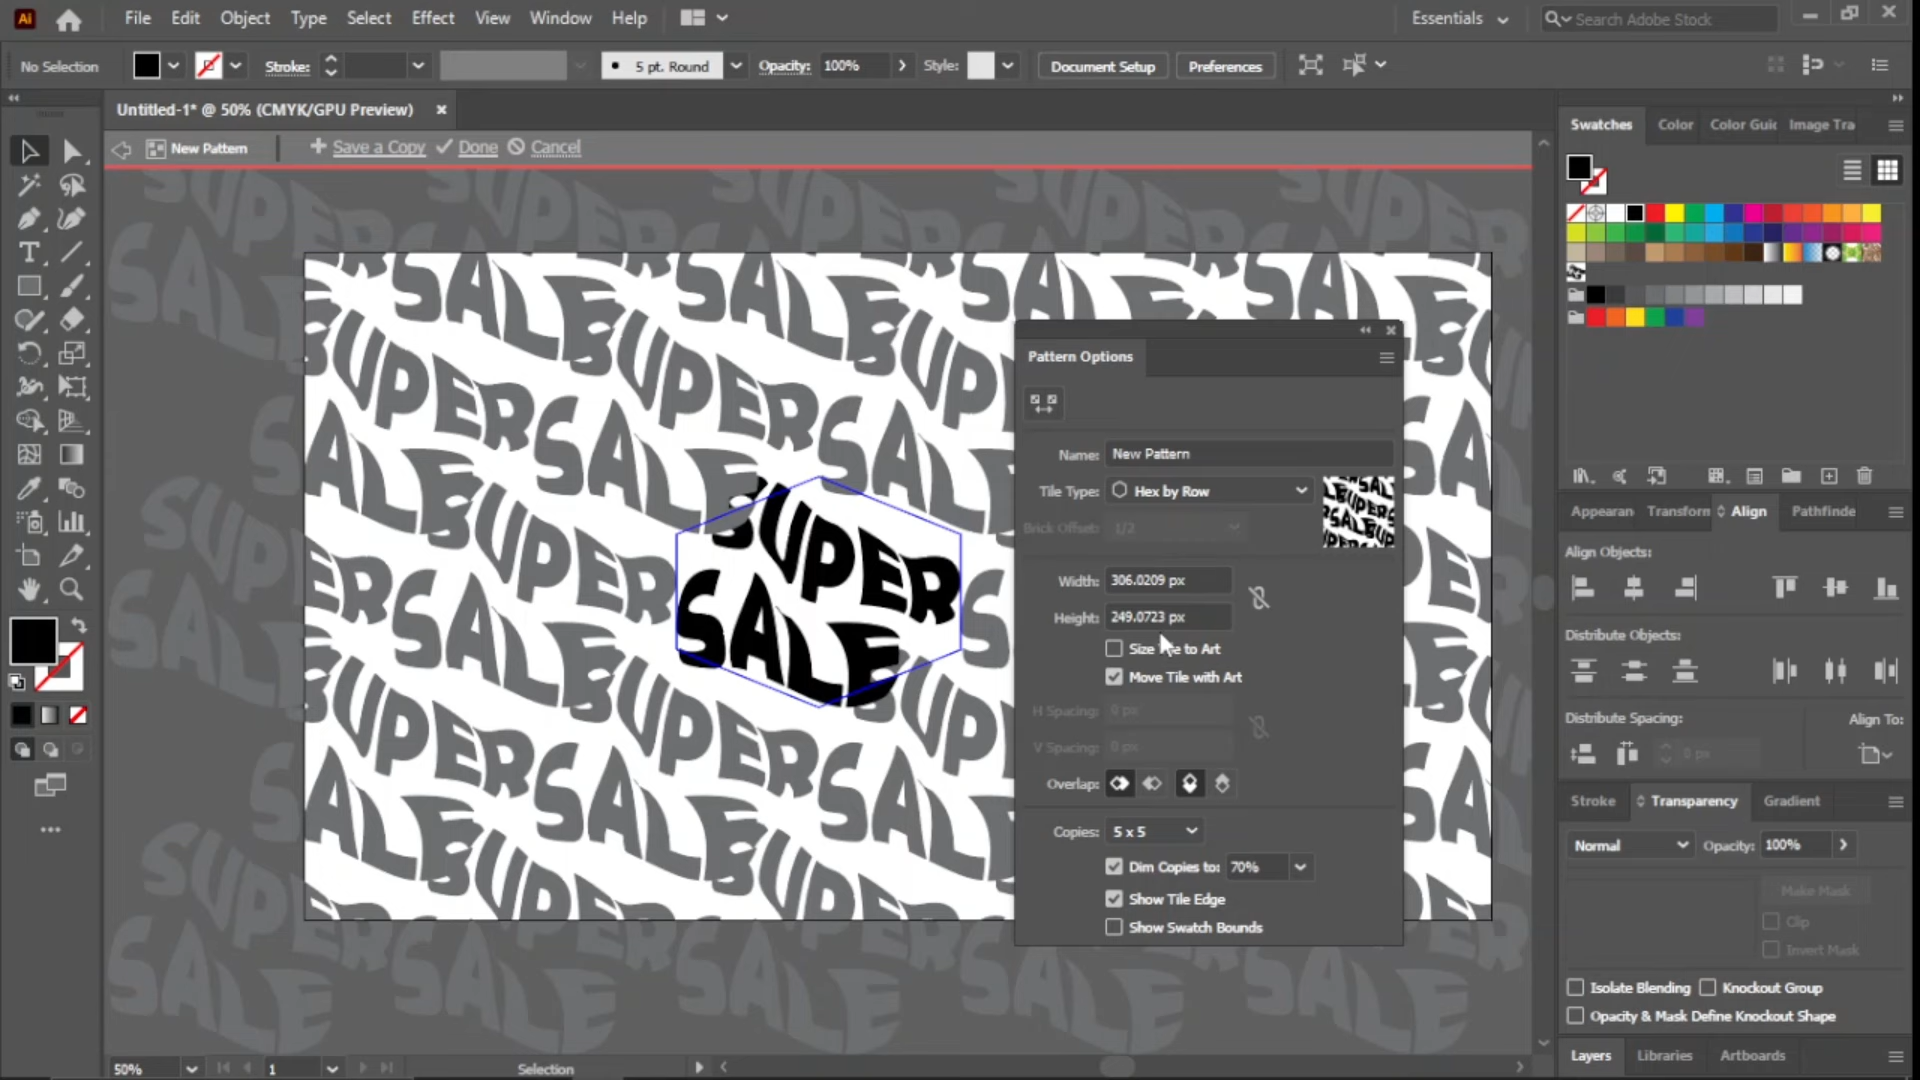 Ai File Edit Object Type Select Effect View Window Help Essentials Search Adobe Stock
No Selection Stroke: 5 pt. Round Opacity: 100% Style: Document Setup Preferences
Untitled-1* @ 50% (CMYK/GPU Preview)
New Pattern Save a Copy Done Cancel
SUPER
SALE
Pattern Options
Name: New Pattern
Tile Type: Hex by Row
Brick Offset: 1/2
Width: 306.0209 px
Height: 249.0723 px
Size to Art
Move Tile with Art
H Spacing: 0 px
V Spacing: 0 px
Overlap:
Copies: 5 x 5
Dim Copies to: 70%
Show Tile Edge
Show Swatch Bounds
Swatches Color Color Guic Image Tra
Appearan Transform Align Pathfinde
Align Objects:
Distribute Objects:
Distribute Spacing: Align To:
0 px
Stroke Transparency Gradient
Normal Opacity: 100%
Make Mask
Clip
Invert Mask
Isolate Blending Knockout Group
Opacity & Mask Define Knockout Shape
Layers Libraries Artboards
50% 1 Selection